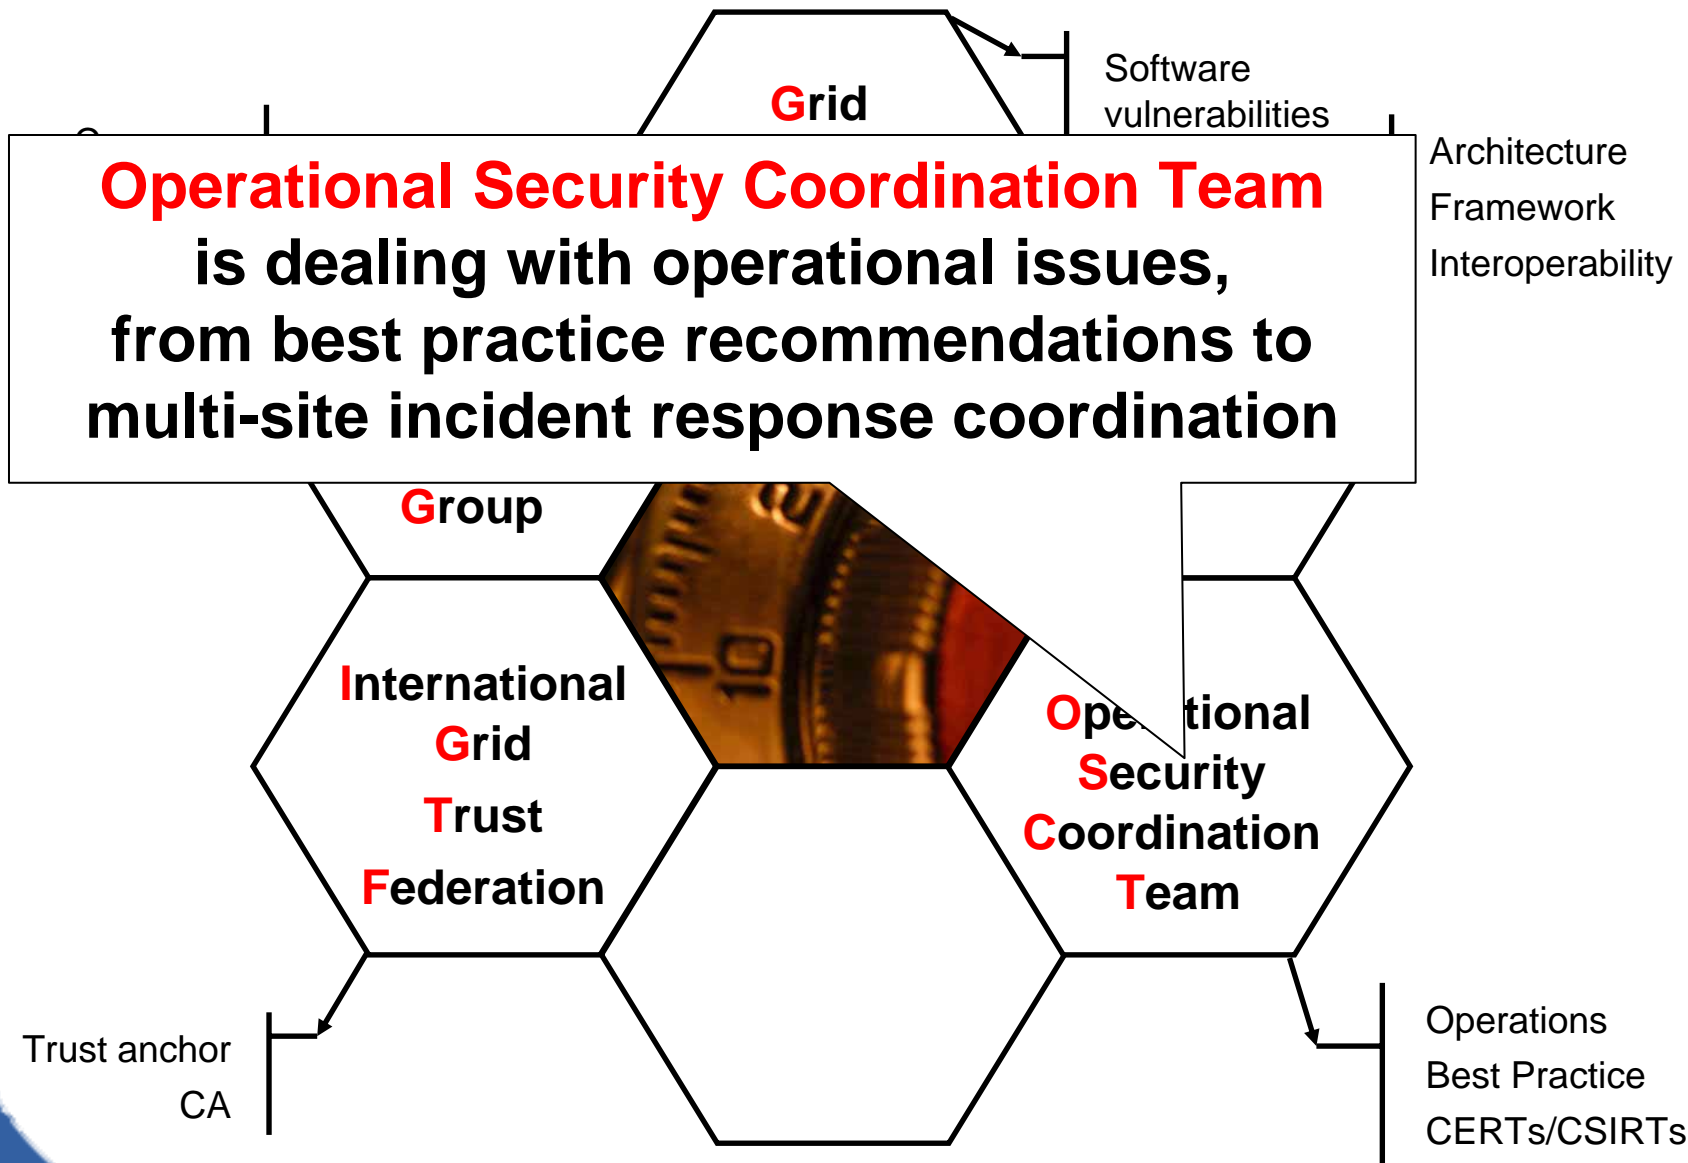 Grid
Software
vulnerabilities
Operational Security Coordination Team
is dealing with operational issues,
from best practice recommendations to
multi-site incident response coordination
Architecture
Framework
Interoperability
Group
10
International
Grid
Trust
Federation
Security
Coordination
Team
Trust anchor
CA
Operations
Best Practice
CERTs/CSIRTs